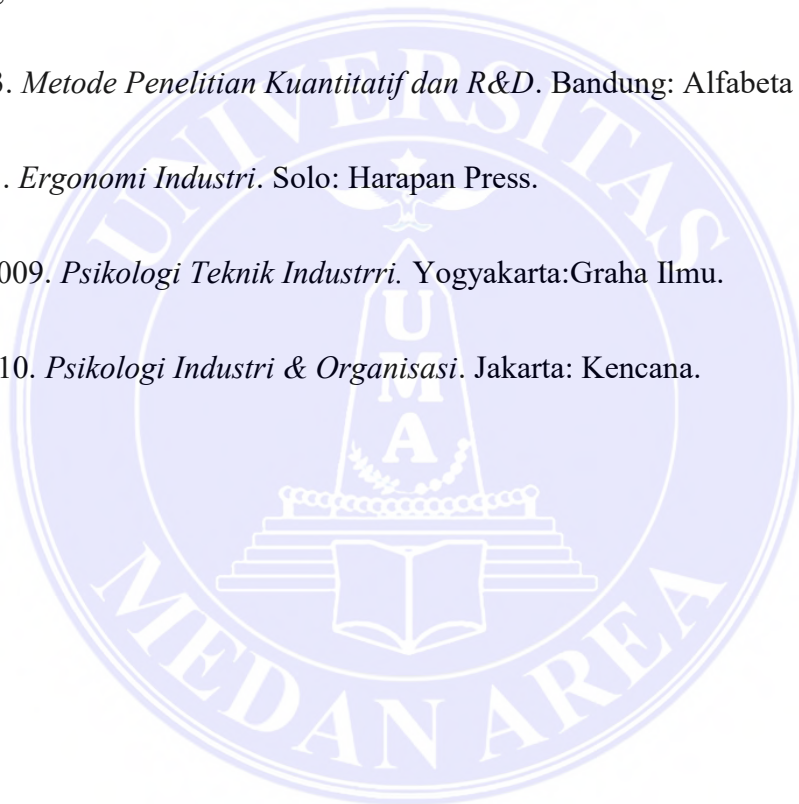 3. Metode Penelitian Kuantitatif dan R&D. Bandung: Alfabeta
. Ergonomi Industri. Solo: Harapan Press.
009. Psikologi Teknik Industrri. Yogyakarta:Graha Ilmu.
10. Psikologi Industri & Organisasi. Jakarta: Kencana.
UNIVERSITAS
UMA
MEDAN AREA